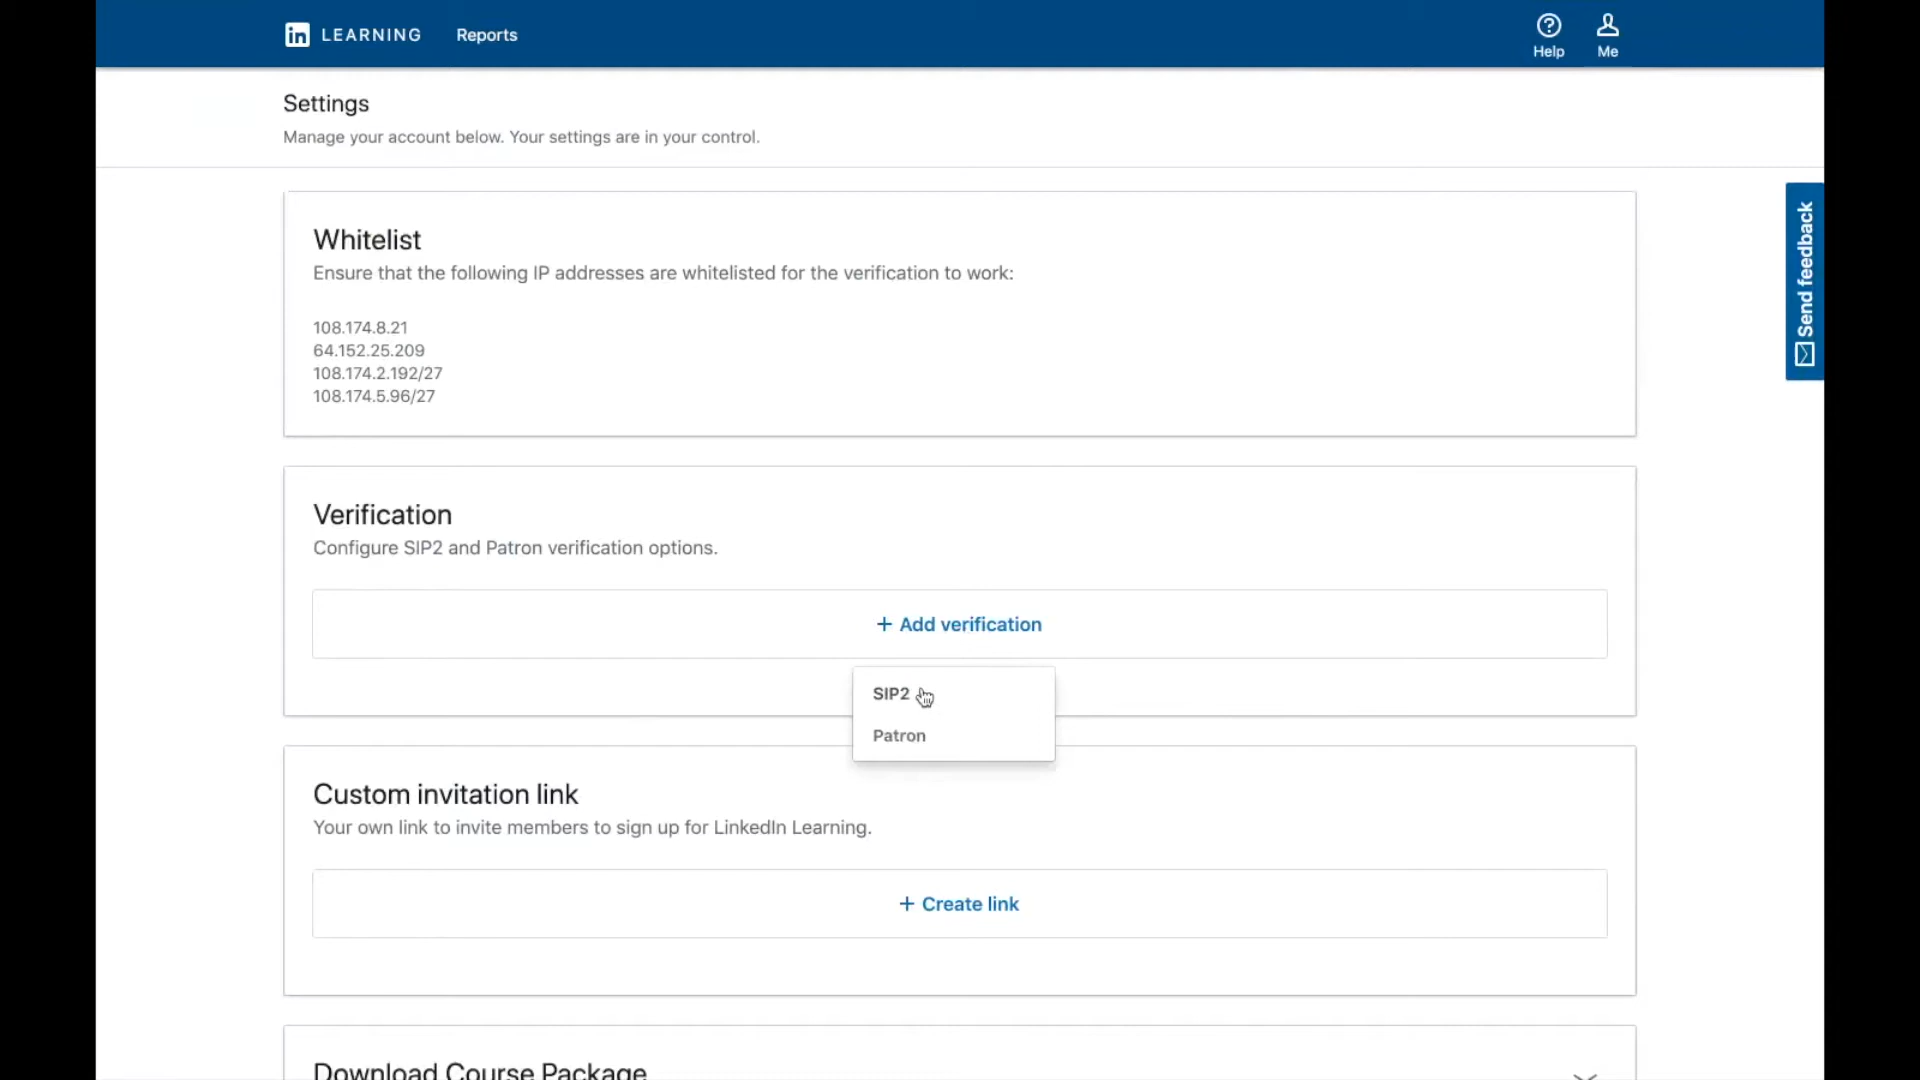 in LEARNING Reports Help Me
Settings
Manage your account below. Your settings are in your control.
Send feedback
Whitelist
Ensure that the following IP addresses are whitelisted for the verification to work:
108.174.8.21
64.152.25.209
108.174.2.192/27
108.174.5.96/27
Verification
Configure SIP2 and Patron verification options.
+ Add verification
SIP2
Patron
Custom invitation link
Your own link to invite members to sign up for LinkedIn Learning.
+ Create link
Download Course Package